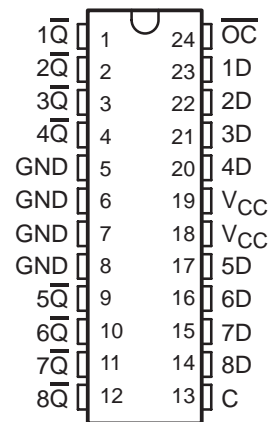 1Q̅ 1 24 O̅C̅
2Q̅ 2 23 1D
3Q̅ 3 22 2D
4Q̅ 4 21 3D
GND 5 20 4D
GND 6 19 VCC
GND 7 18 VCC
GND 8 17 5D
5Q̅ 9 16 6D
6Q̅ 10 15 7D
7Q̅ 11 14 8D
8Q̅ 12 13 C